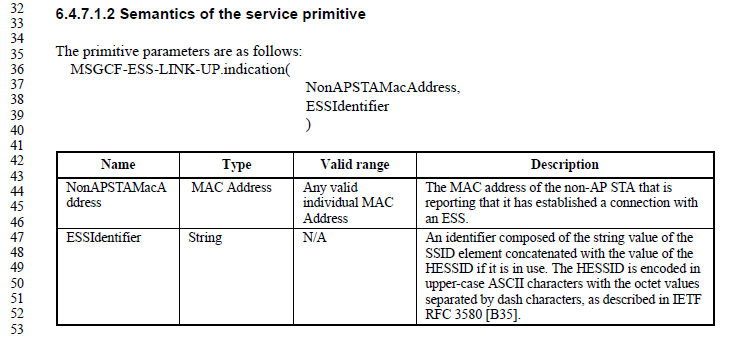 32
33
34
35
36
37
38
39
40
41
42
43
44
45
46
47
48
49
50
51
52
53
6.4.7.1.2 Semantics of the service primitive
The primitive parameters are as follows:
MSGCF-ESS-LINK-UP.indication(
NonAPSTAMacAddress,
ESSIdentifier
)
Name Type Valid range Description
NonAPSTAMacA
ddress
MAC Address
Any valid
individual MAC
Address
The MAC address of the non-AP STA that is
reporting that it has established a connection with
an ESS.
ESSIdentifier
String
N/A
An identifier composed of the string value of the
SSID element concatenated with the value of the
HESSID if it is in use. The HESSID is encoded in
upper-case ASCII characters with the octet values
separated by dash characters, as described in IETF
RFC 3580 [B35].